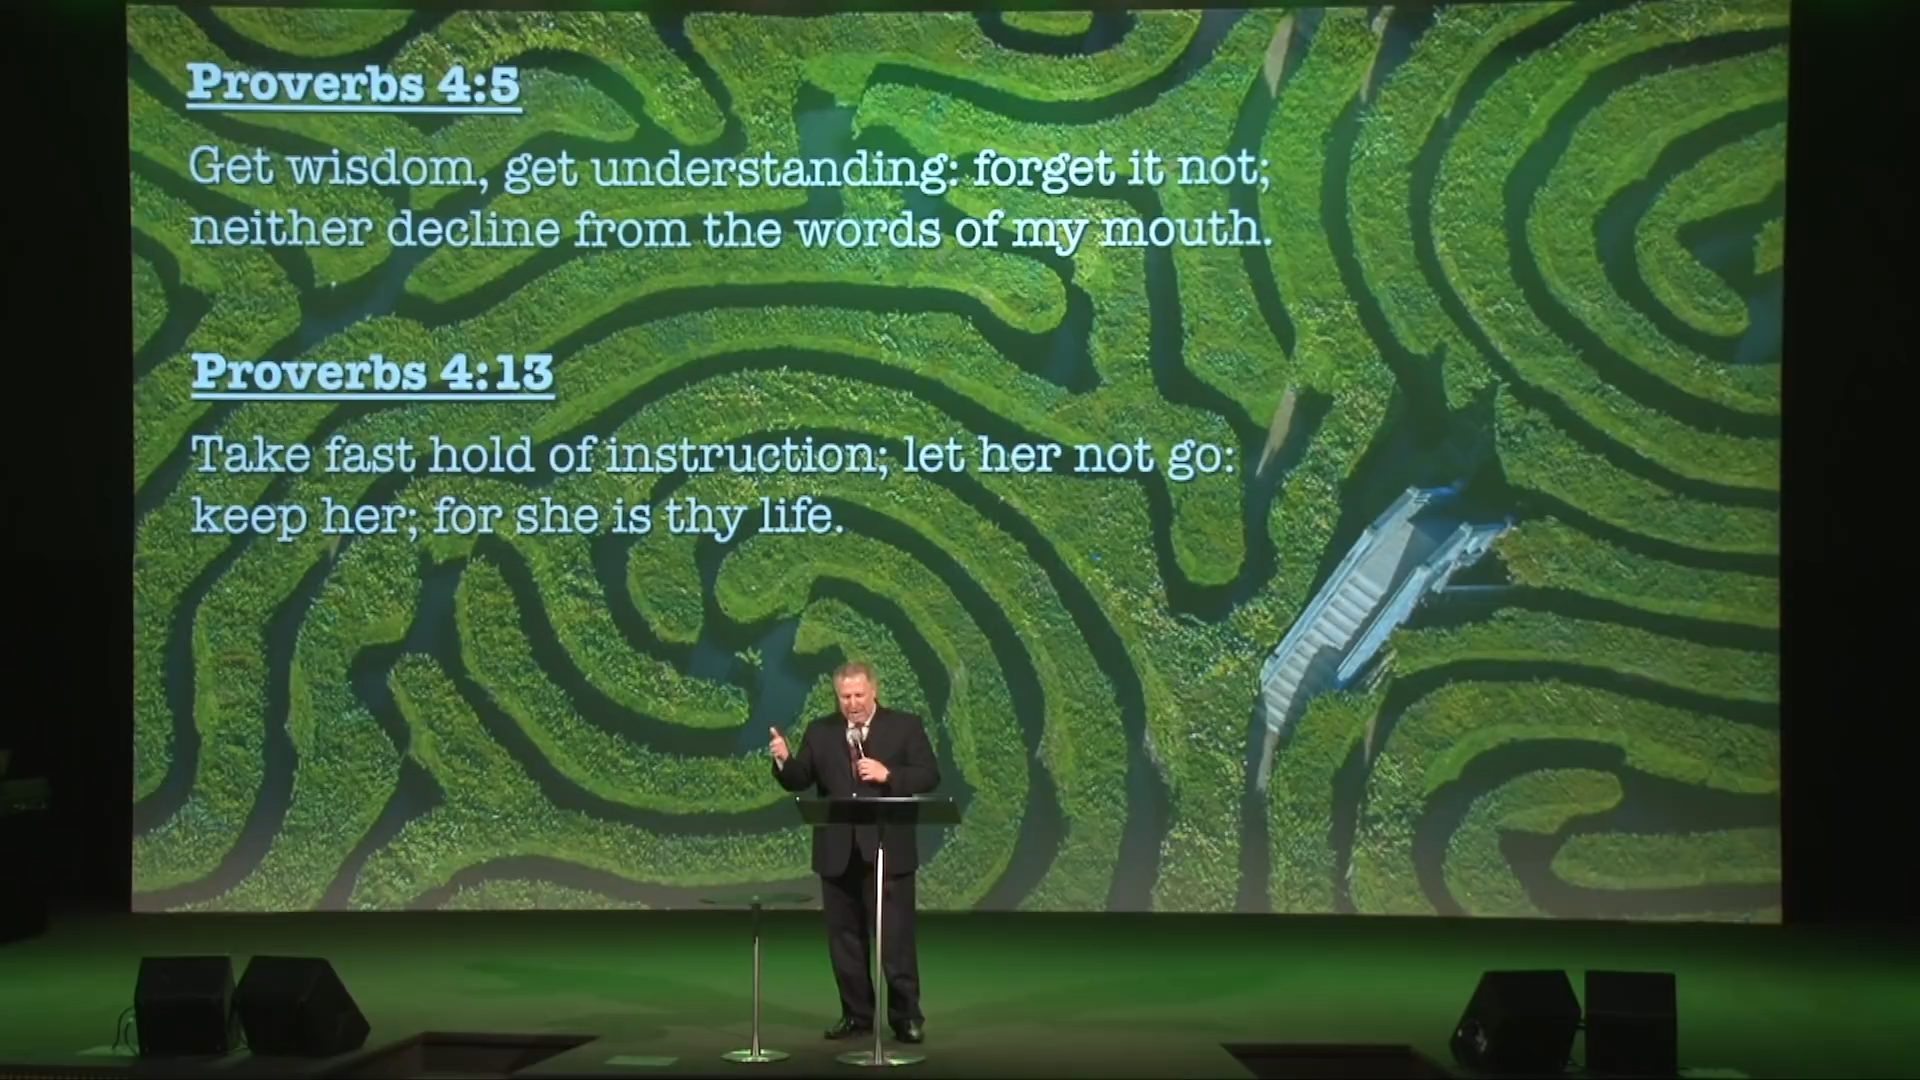 Proverbs 4:5
Get wisdom, get understanding: forget it not;
neither decline from the words of my mouth.
Proverbs 4:13
Take fast hold of instruction; let her not go:
keep her; for she is thy life.